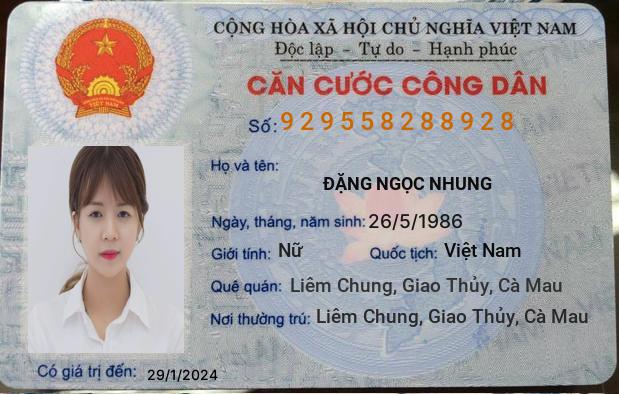 CỘNG HÒA XÃ HỘI CHỦ NGHĨA VIỆT NAM
Độc lập - Tự do - Hạnh phúc
CĂN CƯỚC CÔNG DÂN
Số: 929558288928
Họ và tên:
ĐẶNG NGỌC NHUNG
Ngày, tháng, năm sinh: 26/5/1986
Giới tính: Nữ Quốc tịch: Việt Nam
Quê quán: Liêm Chung, Giao Thủy, Cà Mau
Nơi thường trú: Liêm Chung, Giao Thủy, Cà Mau
Có giá trị đến: 29/1/2024
VIỆT NAM